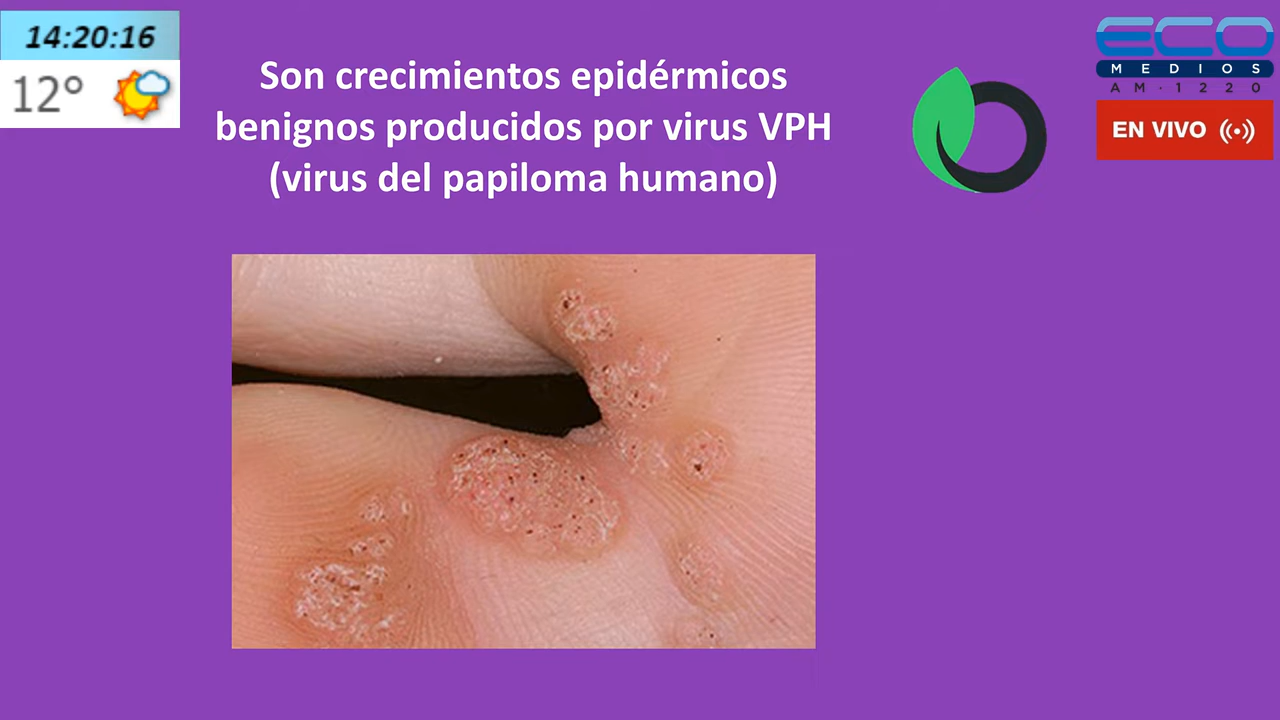 14:20:16
12°
Son crecimientos epidérmicos
benignos producidos por virus VPH
(virus del papiloma humano)
ECO
MEDIOS
AM·1220
EN VIVO